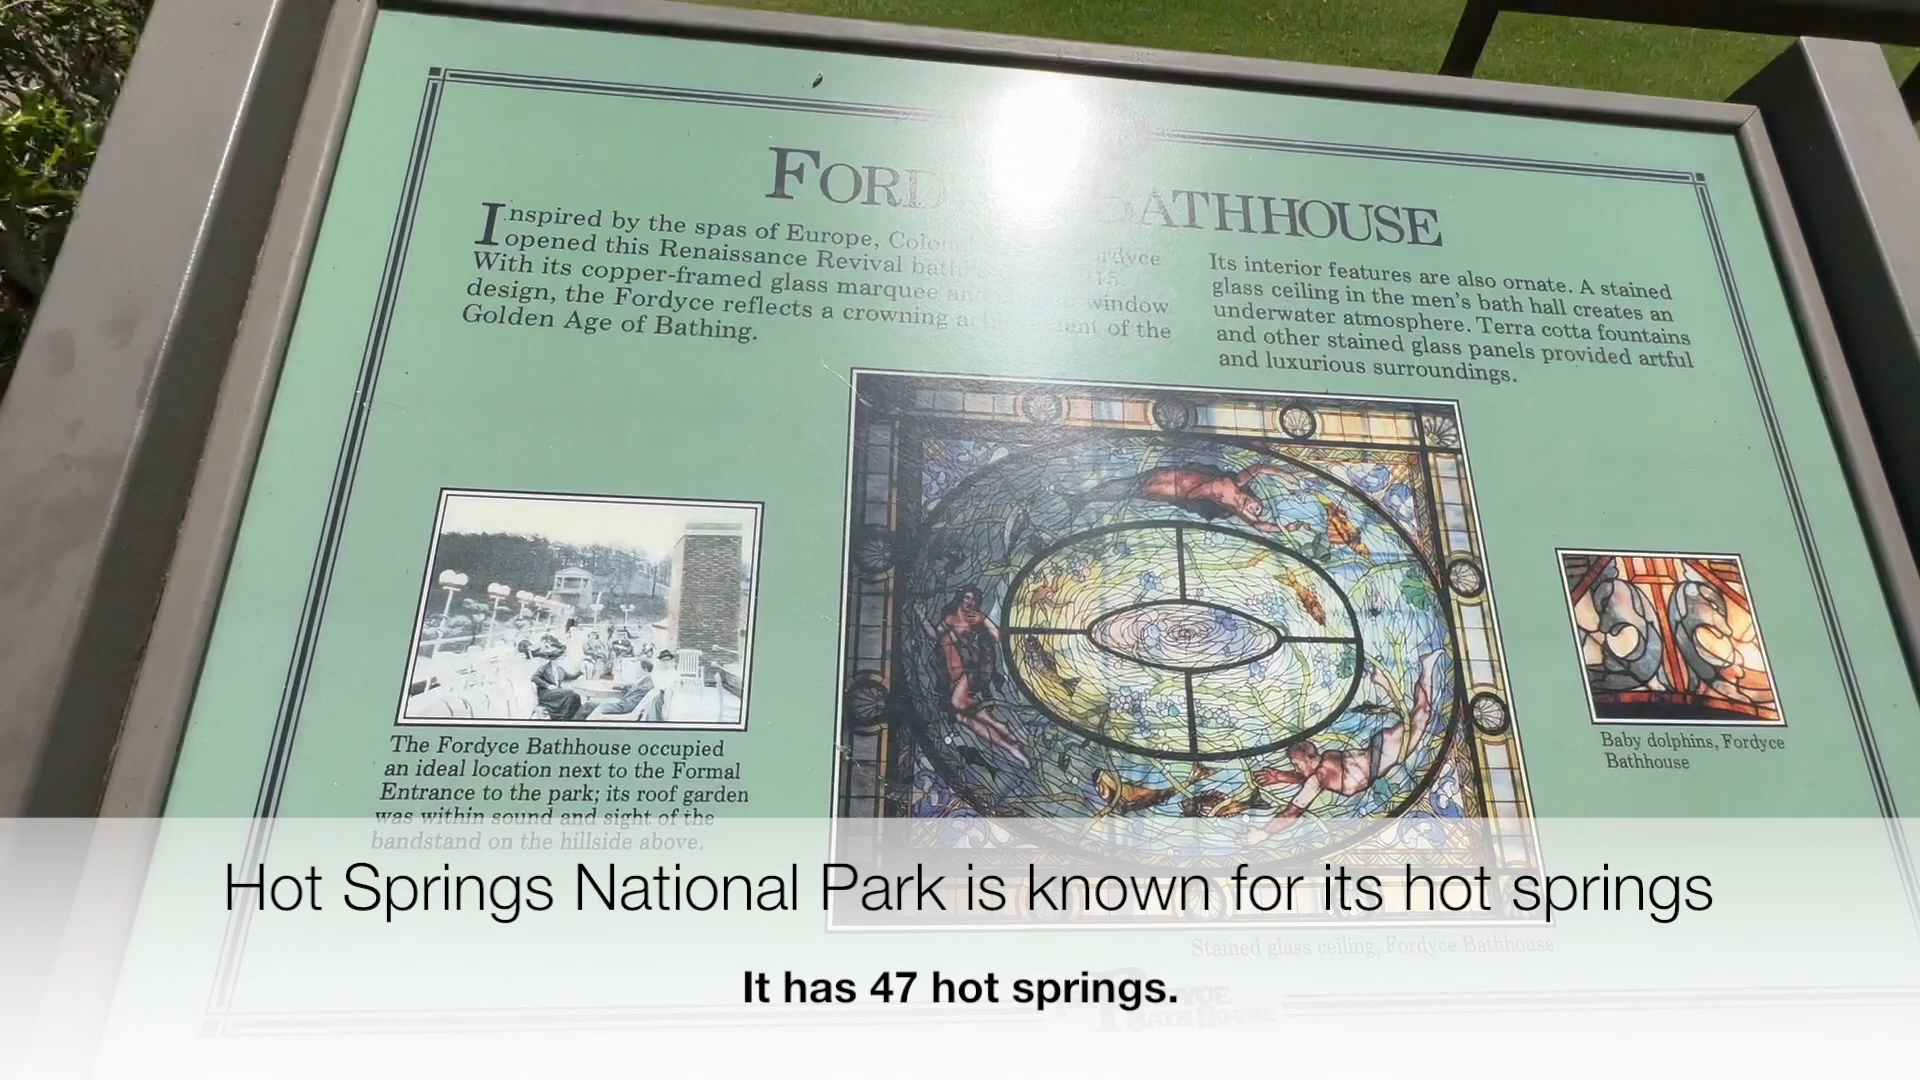 FORD BATHHOUSE
Inspired by the spas of Europe, Colonel rdyce
opened this Renaissance Revival bath 15.
With its copper-framed glass marquee an window
design, the Fordyce reflects a crowning a ent of the
Golden Age of Bathing.
Its interior features are also ornate. A stained
glass ceiling in the men's bath hall creates an
underwater atmosphere. Terra cotta fountains
and other stained glass panels provided artful
and luxurious surroundings.
The Fordyce Bathhouse occupied
an ideal location next to the Formal
Entrance to the park; its roof garden
was within sound and sight of the
bandstand on the hillside above.
Baby dolphins, Fordyce
Bathhouse
Stained glass ceiling, Fordyce Bathhouse
BATH HOUSE
Hot Springs National Park is known for its hot springs
It has 47 hot springs.